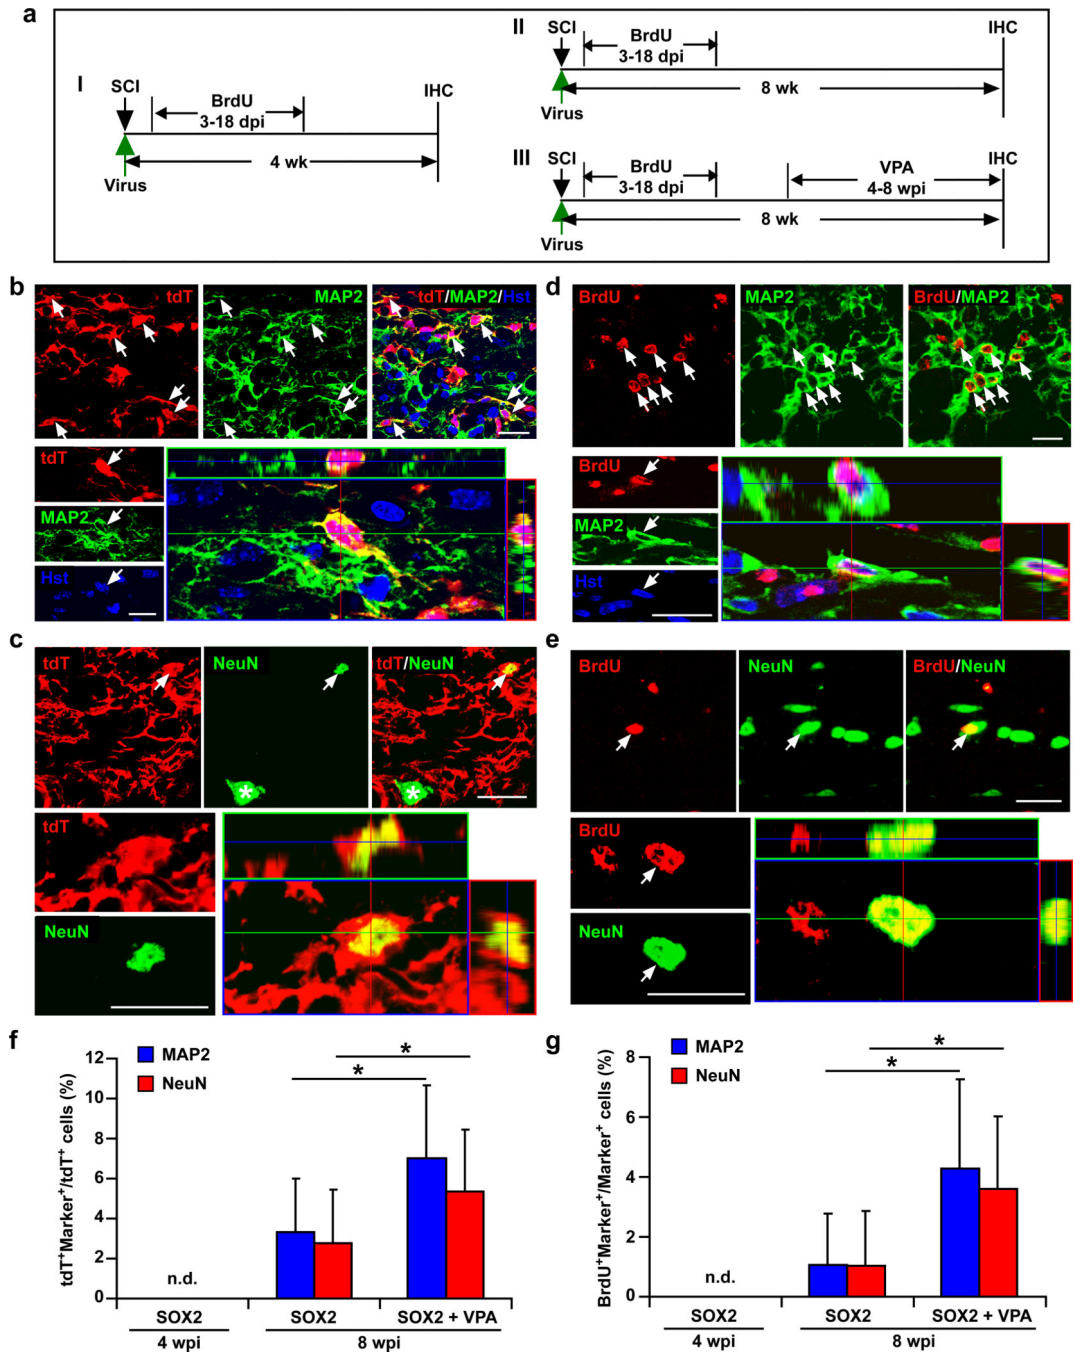 a
I
SCI
BrdU
3-18 dpi
IHC
4 wk
Virus
II
SCI
BrdU
3-18 dpi
IHC
8 wk
Virus
III
SCI
BrdU
3-18 dpi
VPA
4-8 wpi
IHC
8 wk
Virus
b
tdT
MAP2
tdT/MAP2/Hst
tdT
MAP2
Hst
c
tdT
NeuN
tdT/NeuN
*
*
tdT
NeuN
d
BrdU
MAP2
BrdU/MAP2
BrdU
MAP2
Hst
e
BrdU
NeuN
BrdU/NeuN
BrdU
NeuN
f
tdT⁺Marker⁺/tdT⁺ cells (%)
12
10
8
6
4
2
0
MAP2
NeuN
*
*
n.d.
SOX2
SOX2
SOX2 + VPA
4 wpi
8 wpi
g
BrdU⁺Marker⁺/Marker⁺ cells (%)
8
6
4
2
0
MAP2
NeuN
*
*
n.d.
SOX2
SOX2
SOX2 + VPA
4 wpi
8 wpi